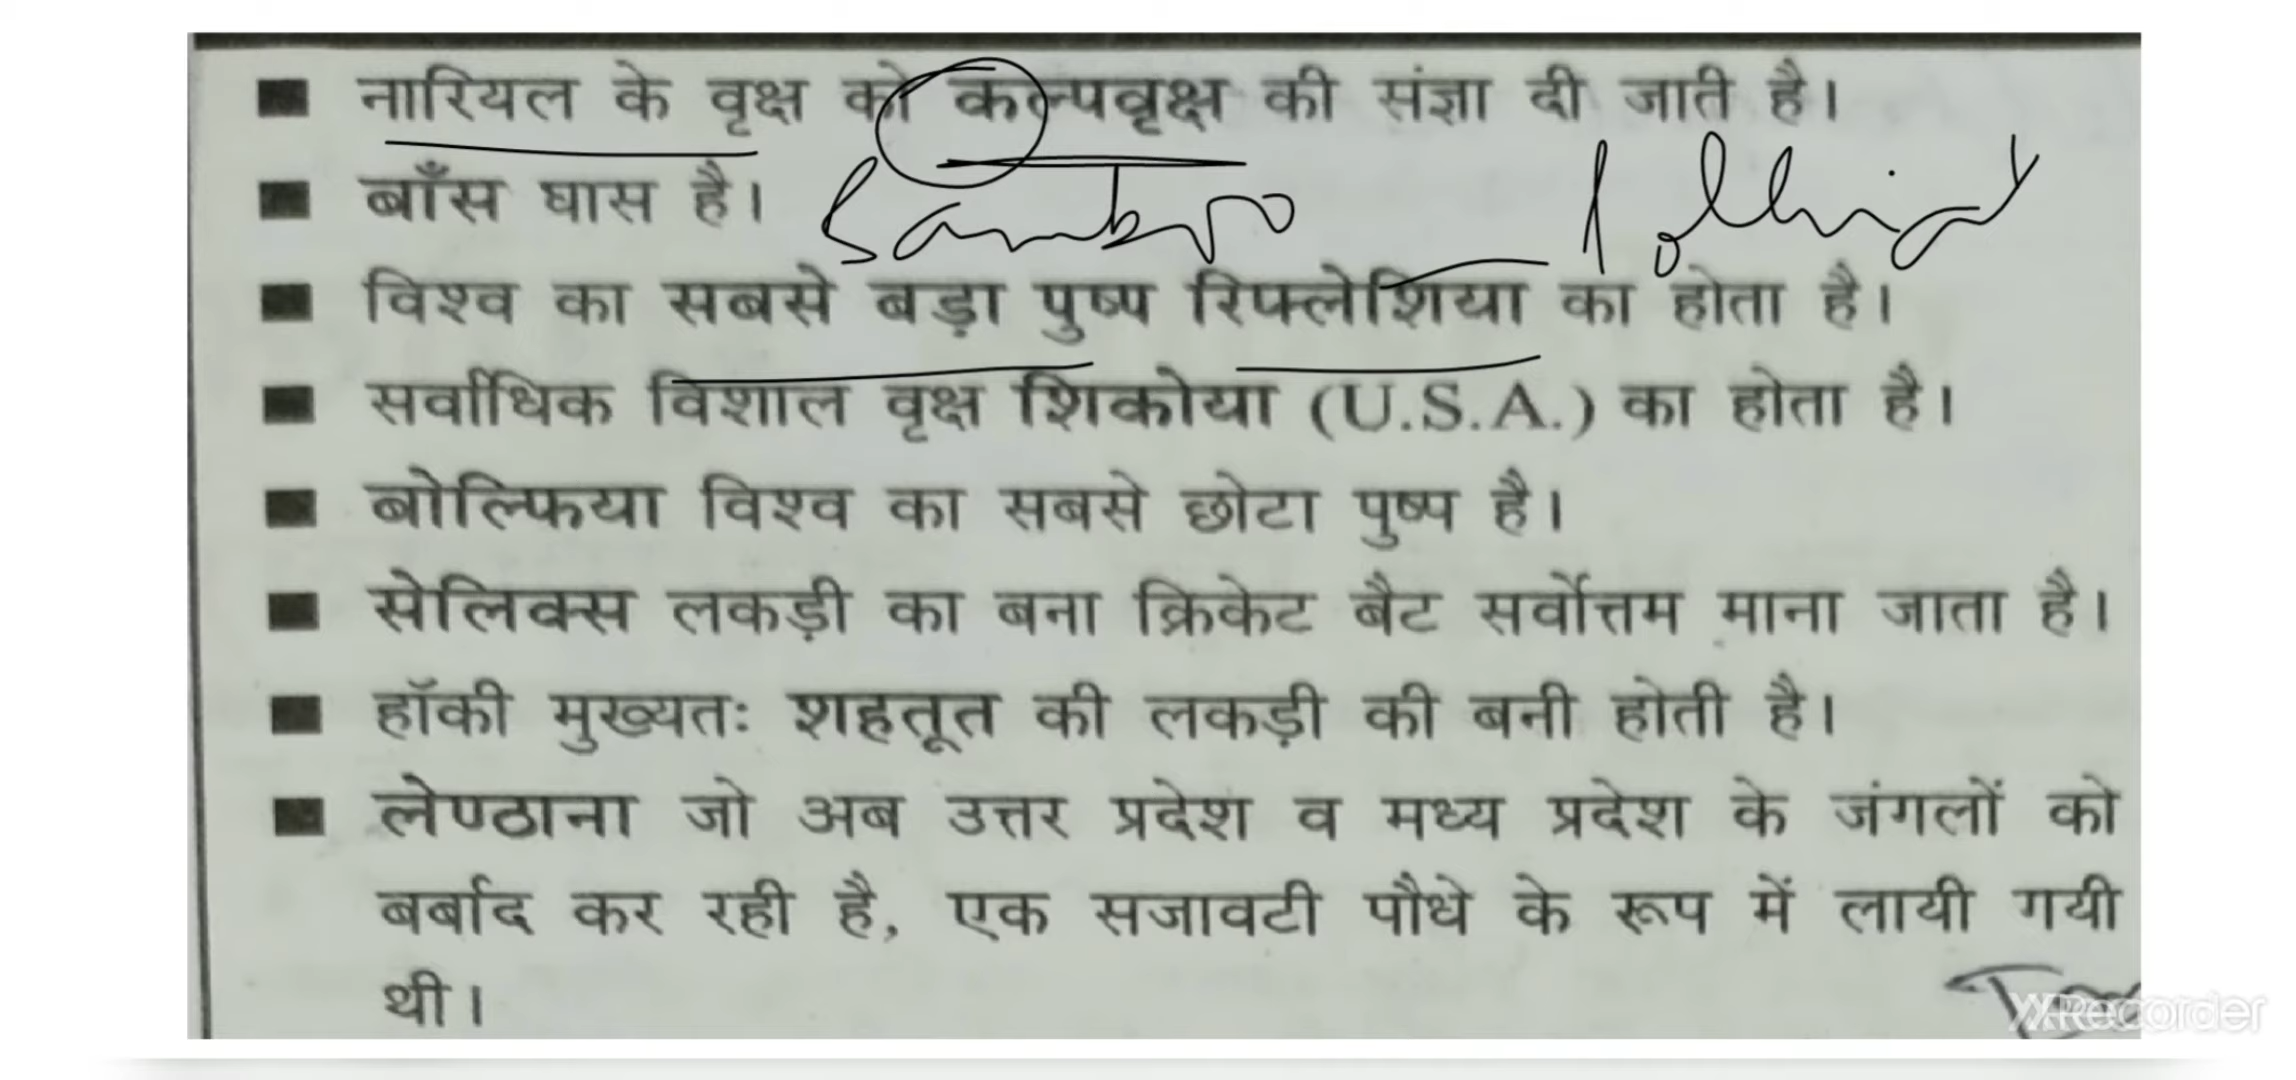 नारियल के वृक्ष को कल्पवृक्ष की संज्ञा दी जाती है।
बाँस घास है।
विश्व का सबसे बड़ा पुष्प रिफ्लेशिया का होता है।
सर्वाधिक विशाल वृक्ष शिकोया (U.S.A.) का होता है।
बोल्फिया विश्व का सबसे छोटा पुष्प है।
सेलिक्स लकड़ी का बना क्रिकेट बैट सर्वोत्तम माना जाता है।
हॉकी मुख्यतः शहतूत की लकड़ी की बनी होती है।
लेण्ठाना जो अब उत्तर प्रदेश व मध्य प्रदेश के जंगलों को
बर्बाद कर रही है, एक सजावटी पौधे के रूप में लायी गयी
थी।
XRecorder